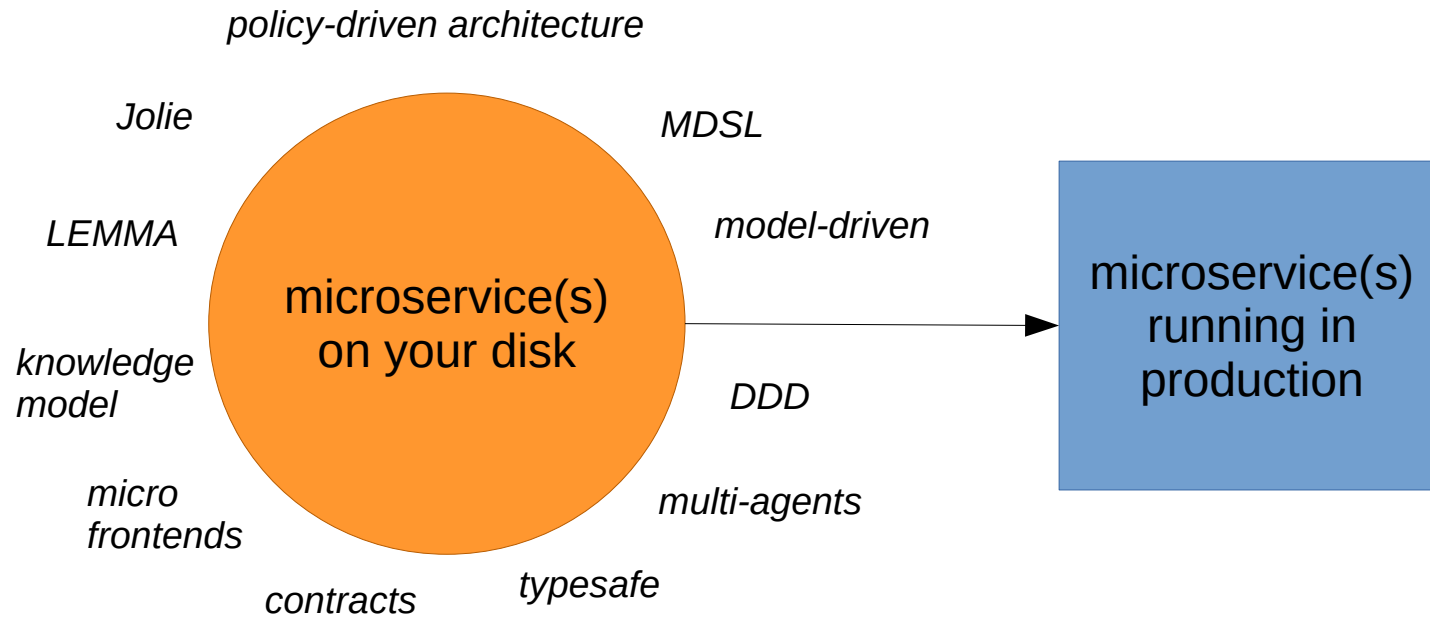 policy-driven architecture
Jolie
MDSL
LEMMA
model-driven
microservice(s)
on your disk
microservice(s)
running in
production
knowledge
model
DDD
micro
frontends
multi-agents
typesafe
contracts